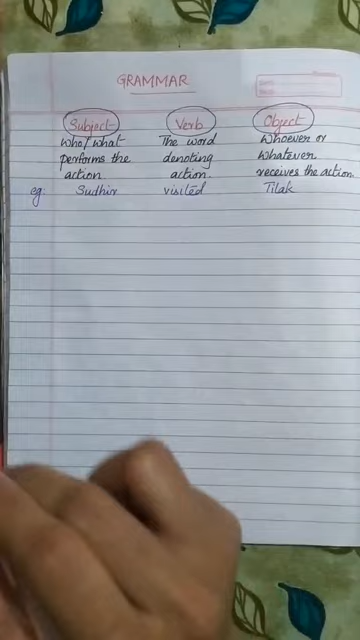 GRAMMAR
Subject Verb Object
who/what The word Whoever or
performs the denoting whatever
action action. receives the action.
eg: Sudhir visited Tilak